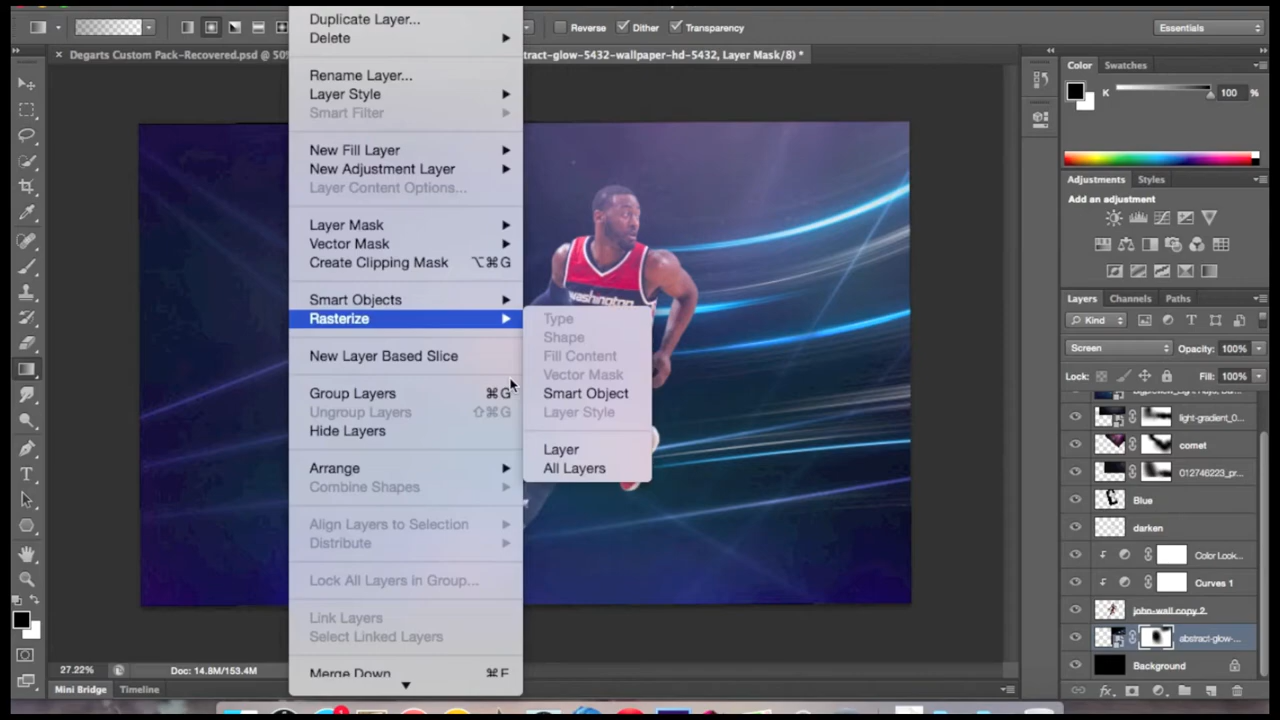 Duplicate Layer...
Delete
Rename Layer...
Layer Style
Smart Filter
New Fill Layer
New Adjustment Layer
Layer Content Options...
Layer Mask
Vector Mask
Create Clipping Mask ⌥⌘G
Smart Objects
Rasterize
New Layer Based Slice
Group Layers ⌘G
Ungroup Layers ⇧⌘G
Hide Layers
Arrange
Combine Shapes
Align Layers to Selection
Distribute
Lock All Layers in Group...
Link Layers
Select Linked Layers
Merge Down ⌘E
Type
Shape
Fill Content
Vector Mask
Smart Object
Layer Style
Layer
All Layers
Reverse Dither Transparency Essentials
× Degarts Custom Pack-Recovered.psd @ 50%
tract-glow-5432-wallpaper-hd-5432, Layer Mask/8) *
washington
Color Swatches
K 100 %
Adjustments Styles
Add an adjustment
Layers Channels Paths
Kind
Screen Opacity: 100%
Lock: Fill: 100%
light-gradient_0...
comet
012746223_pr...
Blue
darken
Color Look...
Curves 1
john-wall copy 2
abstract-glow-...
Background
27.22% Doc: 14.8M/153.4M
Mini Bridge Timeline